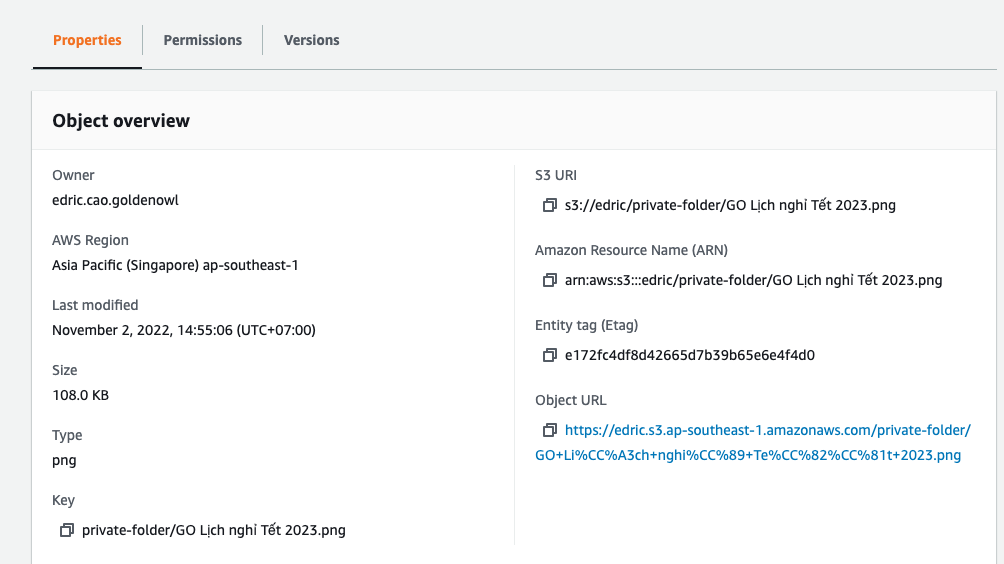 Properties
Permissions
Versions
Object overview
Owner
edric.cao.goldenowl
AWS Region
Asia Pacific (Singapore) ap-southeast-1
Last modified
November 2, 2022, 14:55:06 (UTC+07:00)
Size
108.0 KB
Type
png
Key
private-folder/GO Lịch nghỉ Tết 2023.png
S3 URI
s3://edric/private-folder/GO Lịch nghỉ Tết 2023.png
Amazon Resource Name (ARN)
arn:aws:s3:::edric/private-folder/GO Lịch nghỉ Tết 2023.png
Entity tag (Etag)
e172fc4df8d42665d7b39b65e6e4f4d0
Object URL
https://edric.s3.ap-southeast-1.amazonaws.com/private-folder/
GO+Li%CC%A3ch+nghi%CC%89+Te%CC%82%CC%81t+2023.png